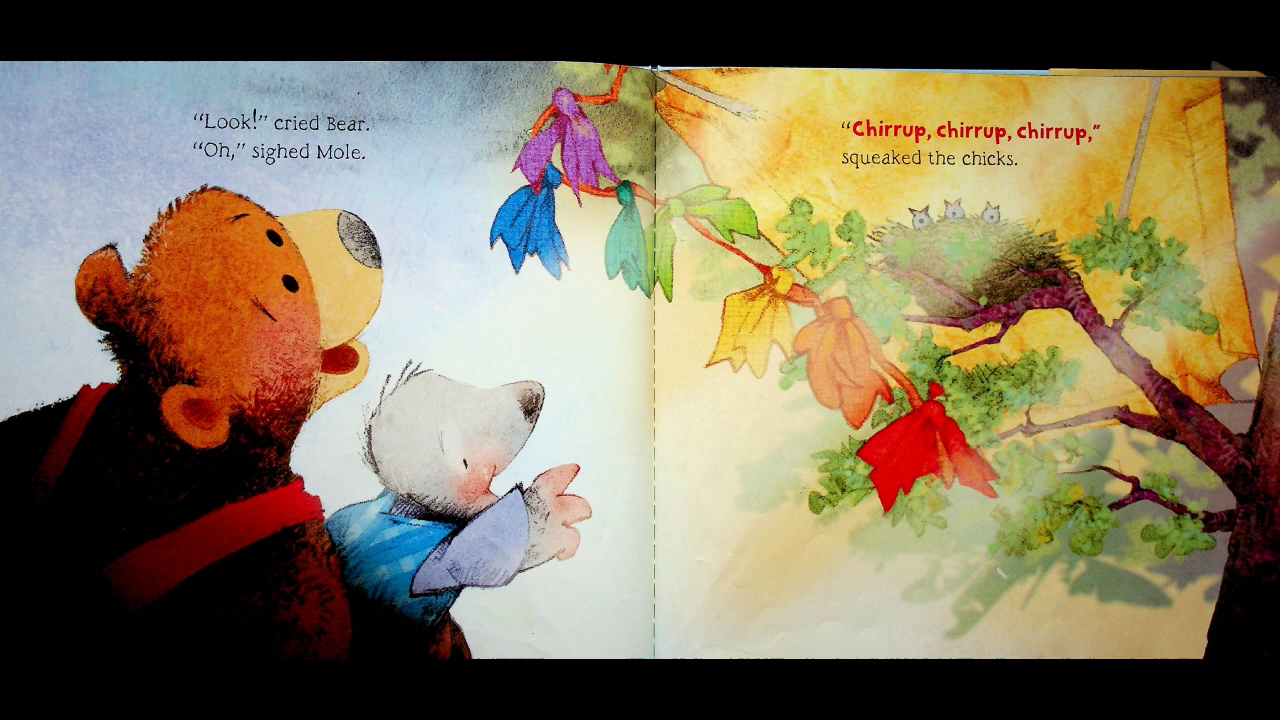 “Look!” cried Bear.
“Oh,” sighed Mole.
“Chirrup, chirrup, chirrup,”
squeaked the chicks.